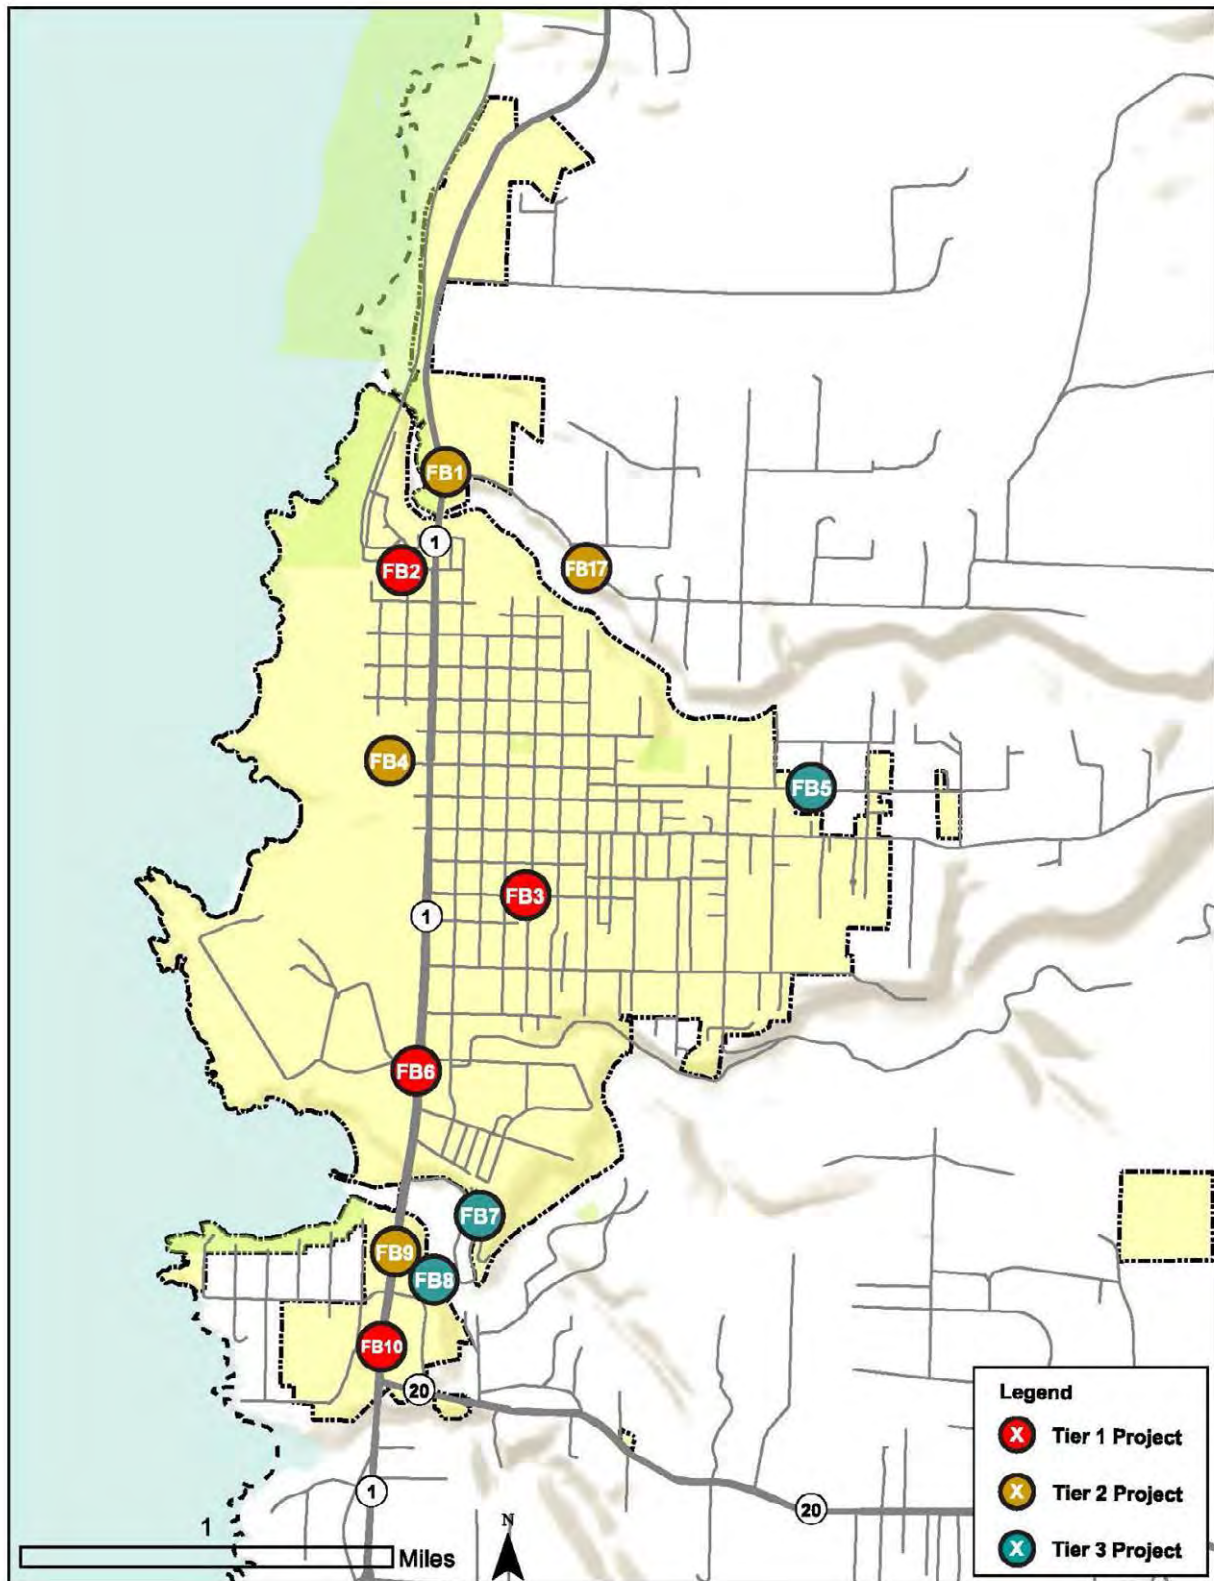 FB1
1
FB2
FB17
FB4
FB5
FB3
1
FB6
FB7
FB9
FB8
FB10
20
Legend
X Tier 1 Project
X Tier 2 Project
X Tier 3 Project
1
20
1
Miles
N